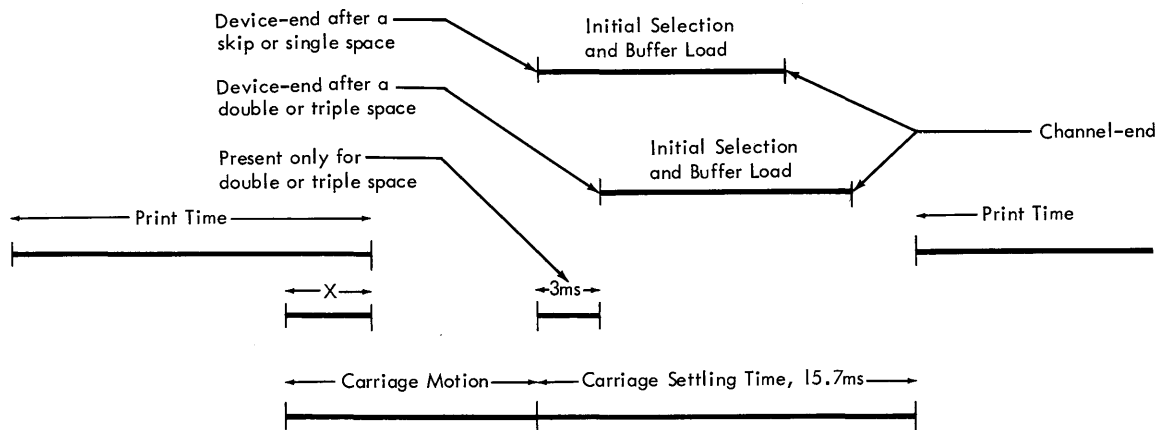 Device-end after a
skip or single space
Initial Selection
and Buffer Load
Device-end after a
double or triple space
Channel-end
Initial Selection
and Buffer Load
Present only for
double or triple space
Print Time
Print Time
X
3ms
Carriage Motion
Carriage Settling Time, 15.7ms